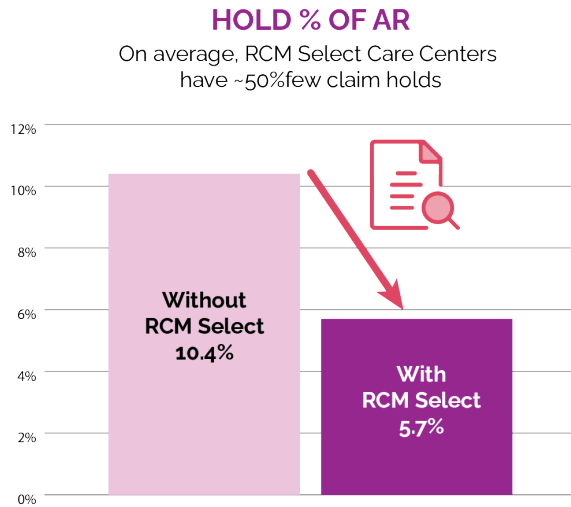 HOLD % OF AR
On average, RCM Select Care Centers
have ~50%few claim holds
12%
10%
8%
6%
4%
2%
0%
Without
RCM Select
10.4%
With
RCM Select
5.7%